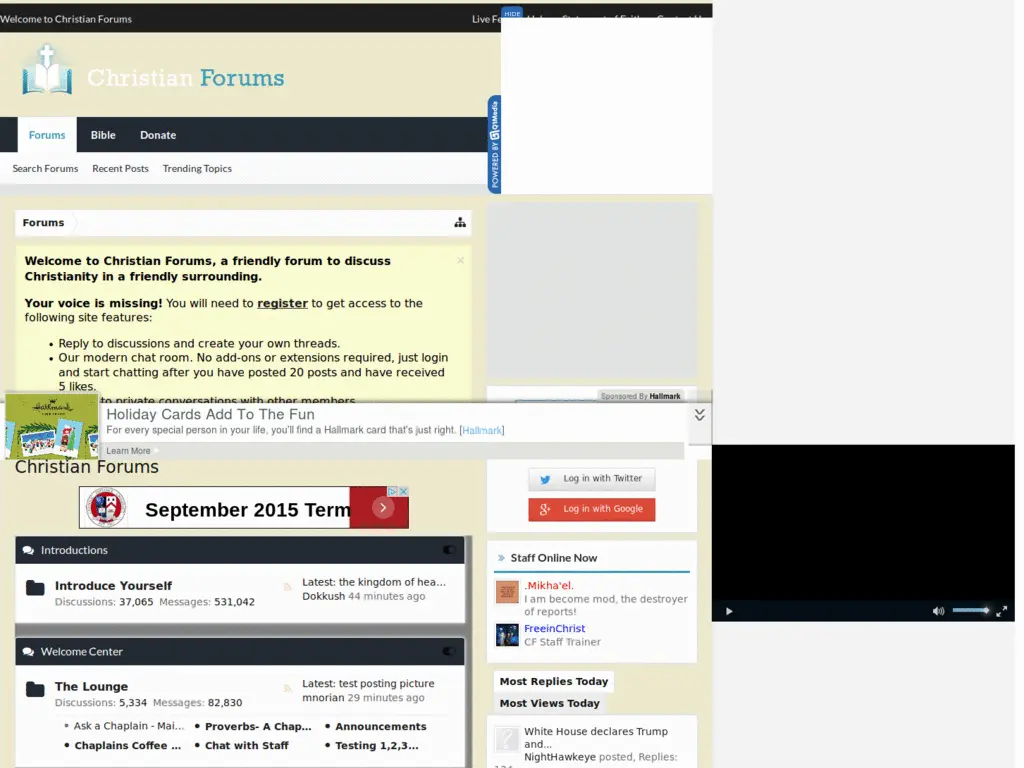 Welcome to Christian Forums
Live Fe
HIDE
Christian Forums
POWERED BY Q1Media
Forums
Bible
Donate
Search Forums
Recent Posts
Trending Topics
Forums
Welcome to Christian Forums, a friendly forum to discuss
Christianity in a friendly surrounding.
Your voice is missing! You will need to register to get access to the
following site features:
Reply to discussions and create your own threads.
Our modern chat room. No add-ons or extensions required, just login
and start chatting after you have posted 20 posts and have received
5 likes.
to private conversations with other members.
Sponsored By Hallmark
Hallmark
Holiday Cards Add To The Fun
For every special person in your life, you'll find a Hallmark card that's just right. [Hallmark]
Learn More
Christian Forums
September 2015 Term
Log in with Twitter
Log in with Google
Introductions
Introduce Yourself
Discussions: 37,065 Messages: 531,042
Latest: the kingdom of hea...
Dokkush 44 minutes ago
Staff Online Now
.Mikha'el.
I am become mod, the destroyer
of reports!
FreeinChrist
CF Staff Trainer
Welcome Center
The Lounge
Discussions: 5,334 Messages: 82,830
Latest: test posting picture
mnorian 29 minutes ago
Ask a Chaplain - Mai...
Proverbs- A Chap...
Announcements
Chaplains Coffee ...
Chat with Staff
Testing 1,2,3...
Most Replies Today
Most Views Today
White House declares Trump
and...
NightHawkeye posted, Replies: